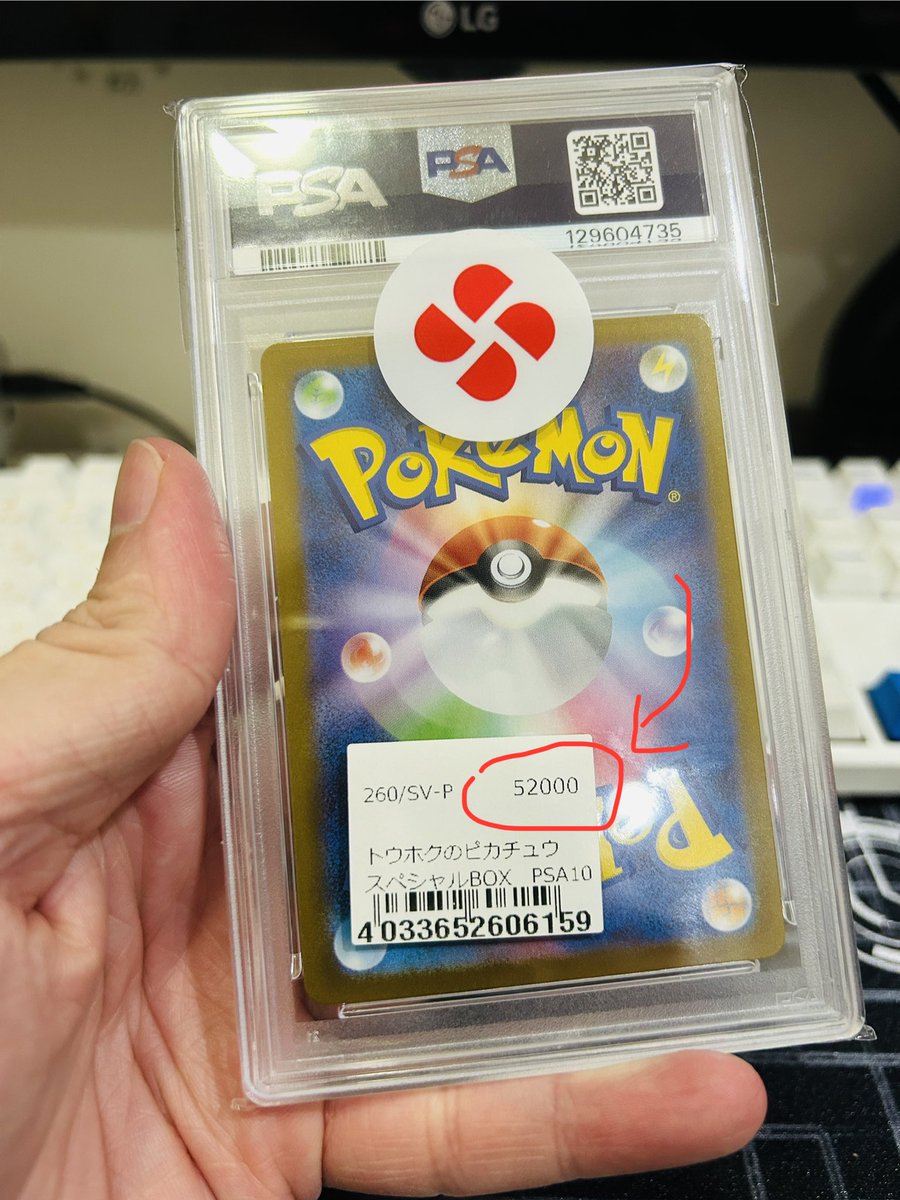 LG
PSA
PSA
129604735
POKéMON
®
260/SV-P 52000
トウホクのピカチュウ
スペシャルBOX PSA10
4033652606159